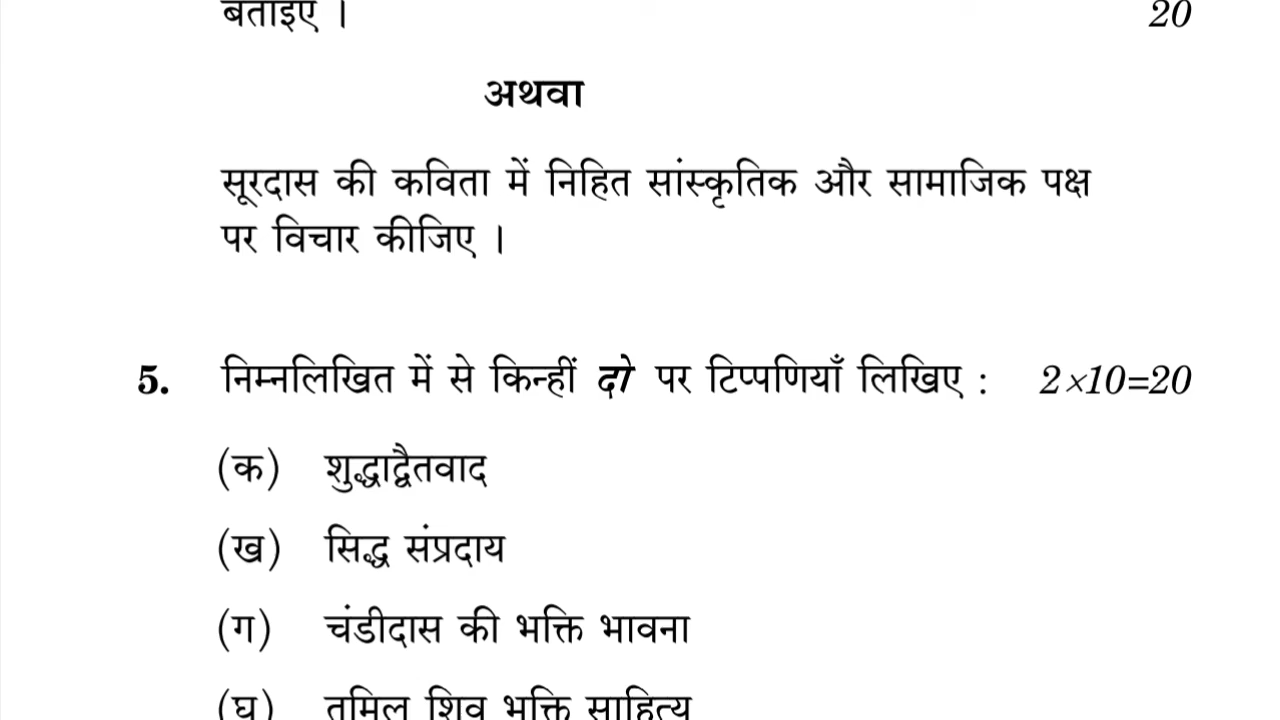 बताइए । 20
अथवा
सूरदास की कविता में निहित सांस्कृतिक और सामाजिक पक्ष
पर विचार कीजिए ।
5. निम्नलिखित में से किन्हीं दो पर टिप्पणियाँ लिखिए : 2×10=20
(क) शुद्धाद्वैतवाद
(ख) सिद्ध संप्रदाय
(ग) चंडीदास की भक्ति भावना
(घ) तमिल शिव भक्ति साहित्य